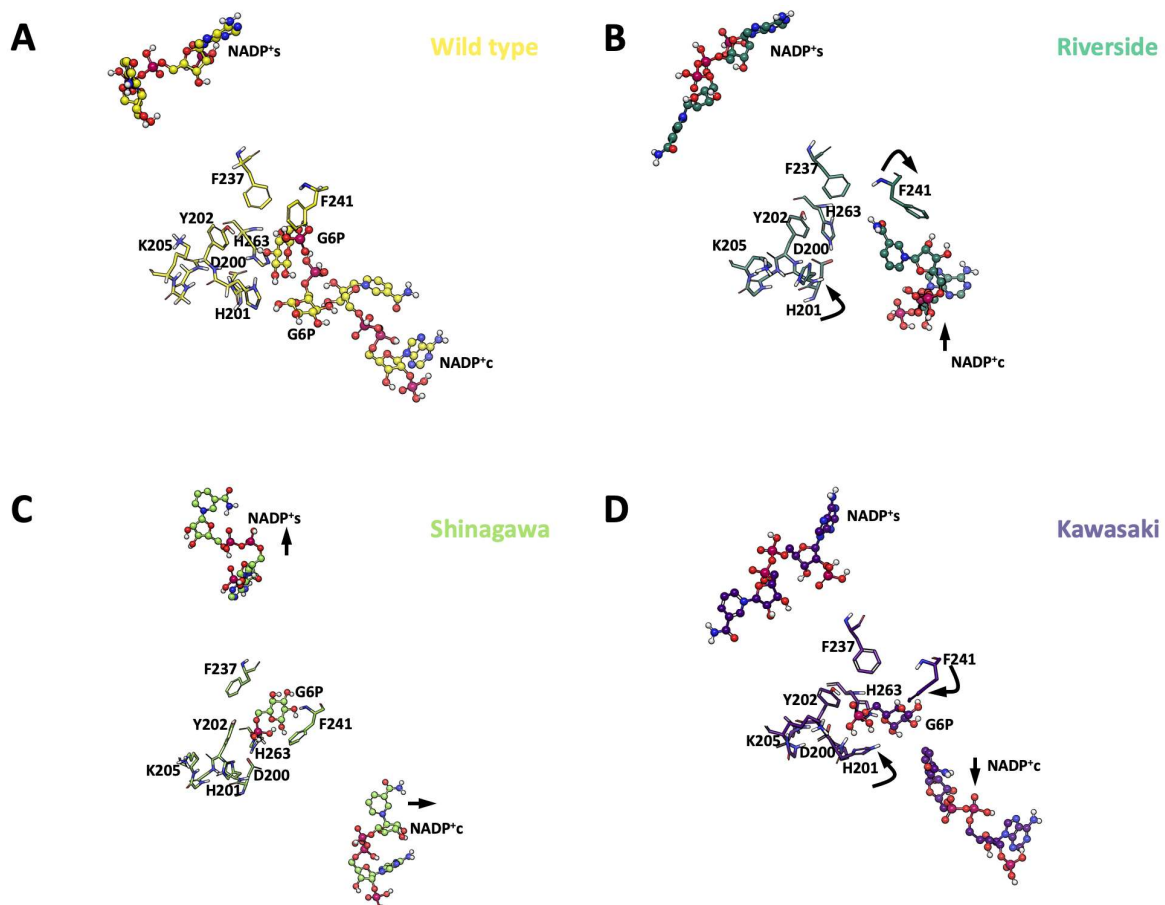 A
Wild type
NADP⁺s
F237
F241
Y202
H263
G6P
K205
D200
H201
G6P
NADP⁺c
B
Riverside
NADP⁺s
F237
F241
Y202
H263
K205
D200
H201
NADP⁺c
C
Shinagawa
NADP⁺s
F237
G6P
Y202
F241
H263
K205
D200
H201
NADP⁺c
D
Kawasaki
NADP⁺s
F237
F241
H263
Y202
G6P
K205
D200
H201
NADP⁺c